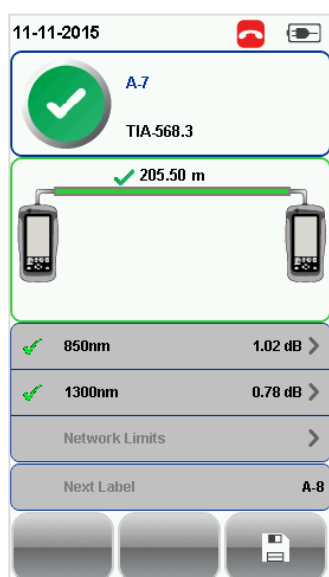 11-11-2015
A-7
TIA-568.3
205.50 m
850nm 1.02 dB
1300nm 0.78 dB
Network Limits
Next Label A-8